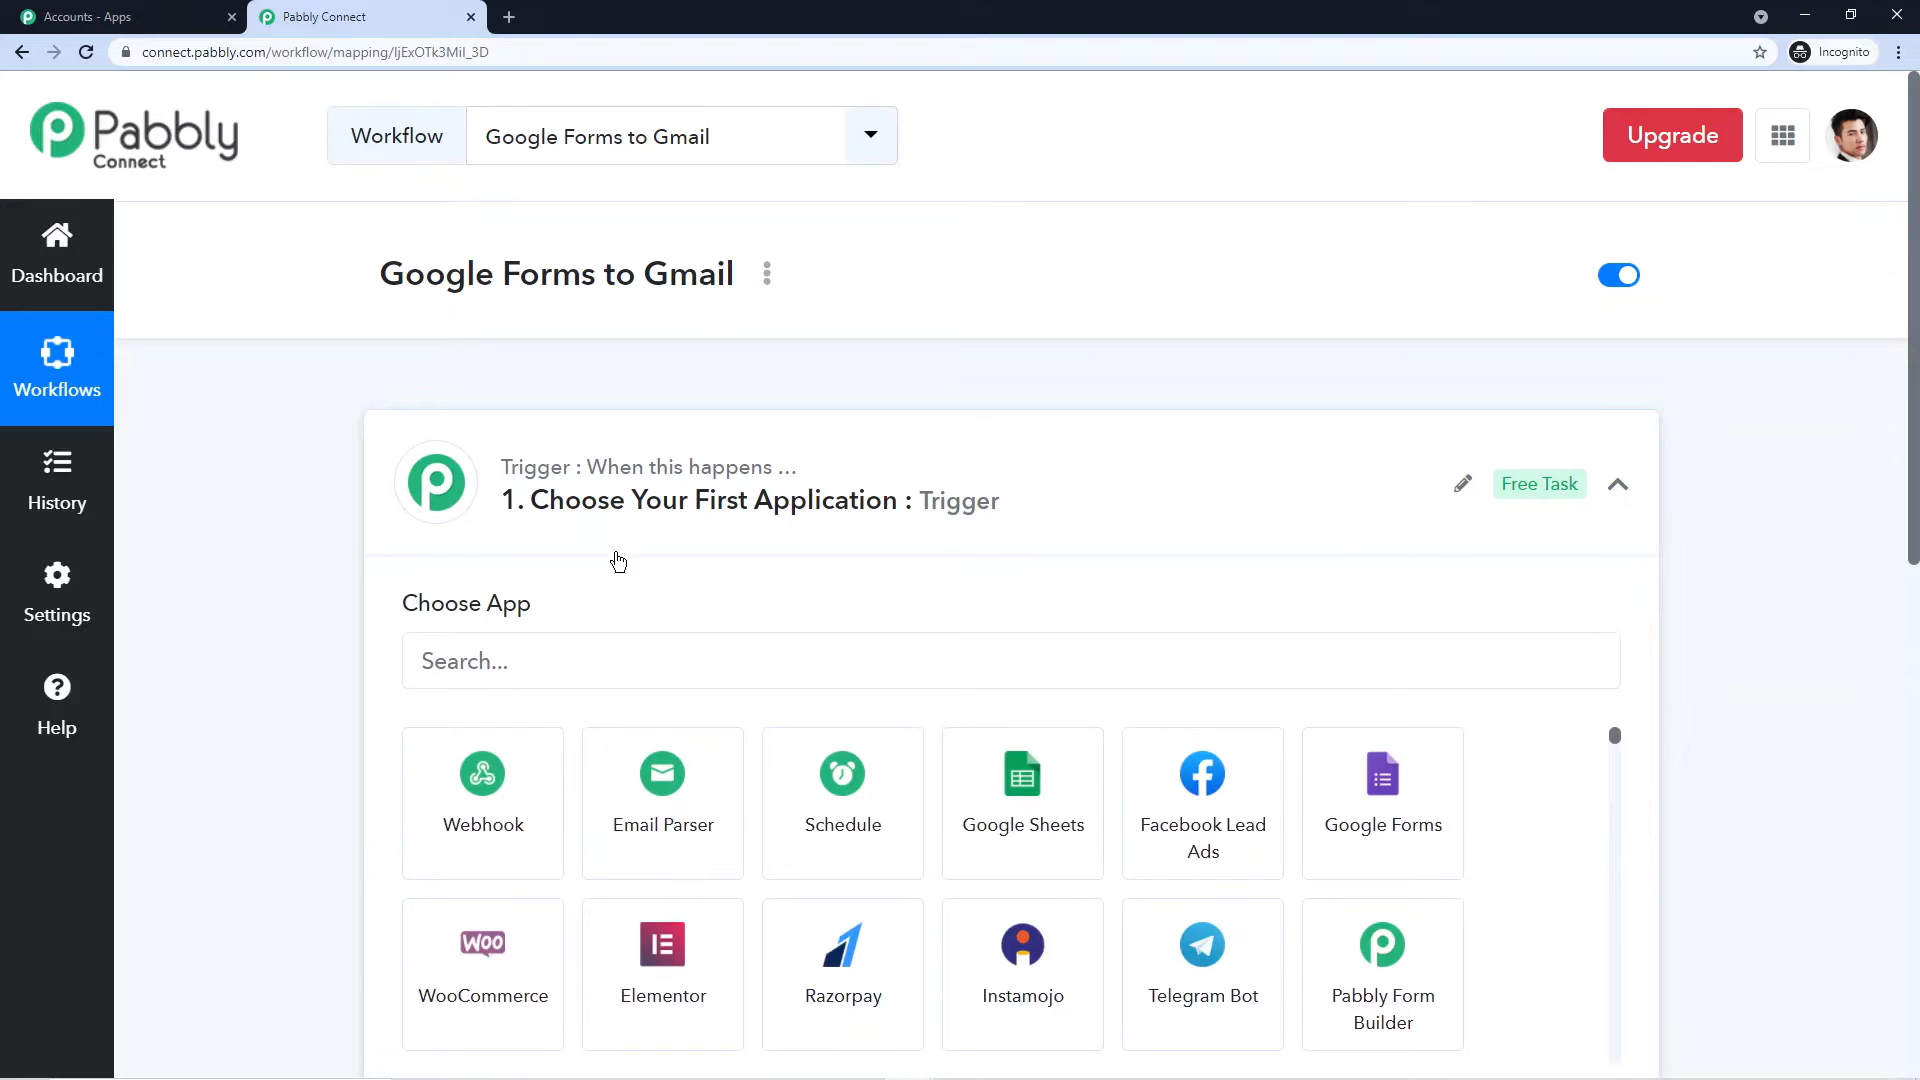 Accounts - Apps
Pabbly Connect
connect.pabbly.com/workflow/mapping/IjExOTk3MiI_3D
Incognito
Pabbly
Connect
Workflow
Google Forms to Gmail
Upgrade
Dashboard
Workflows
History
Settings
Help
Google Forms to Gmail
Trigger : When this happens ...
1. Choose Your First Application : Trigger
Free Task
Choose App
Search...
Webhook
Email Parser
Schedule
Google Sheets
Facebook Lead
Ads
Google Forms
WOO
WooCommerce
Elementor
Razorpay
Instamojo
Telegram Bot
Pabbly Form
Builder